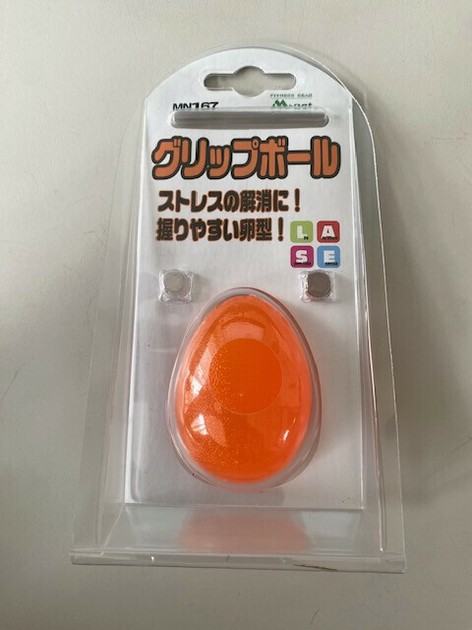 MN167
グリップボール
ストレスの解消に!
握りやすい卵型!
L A
S E